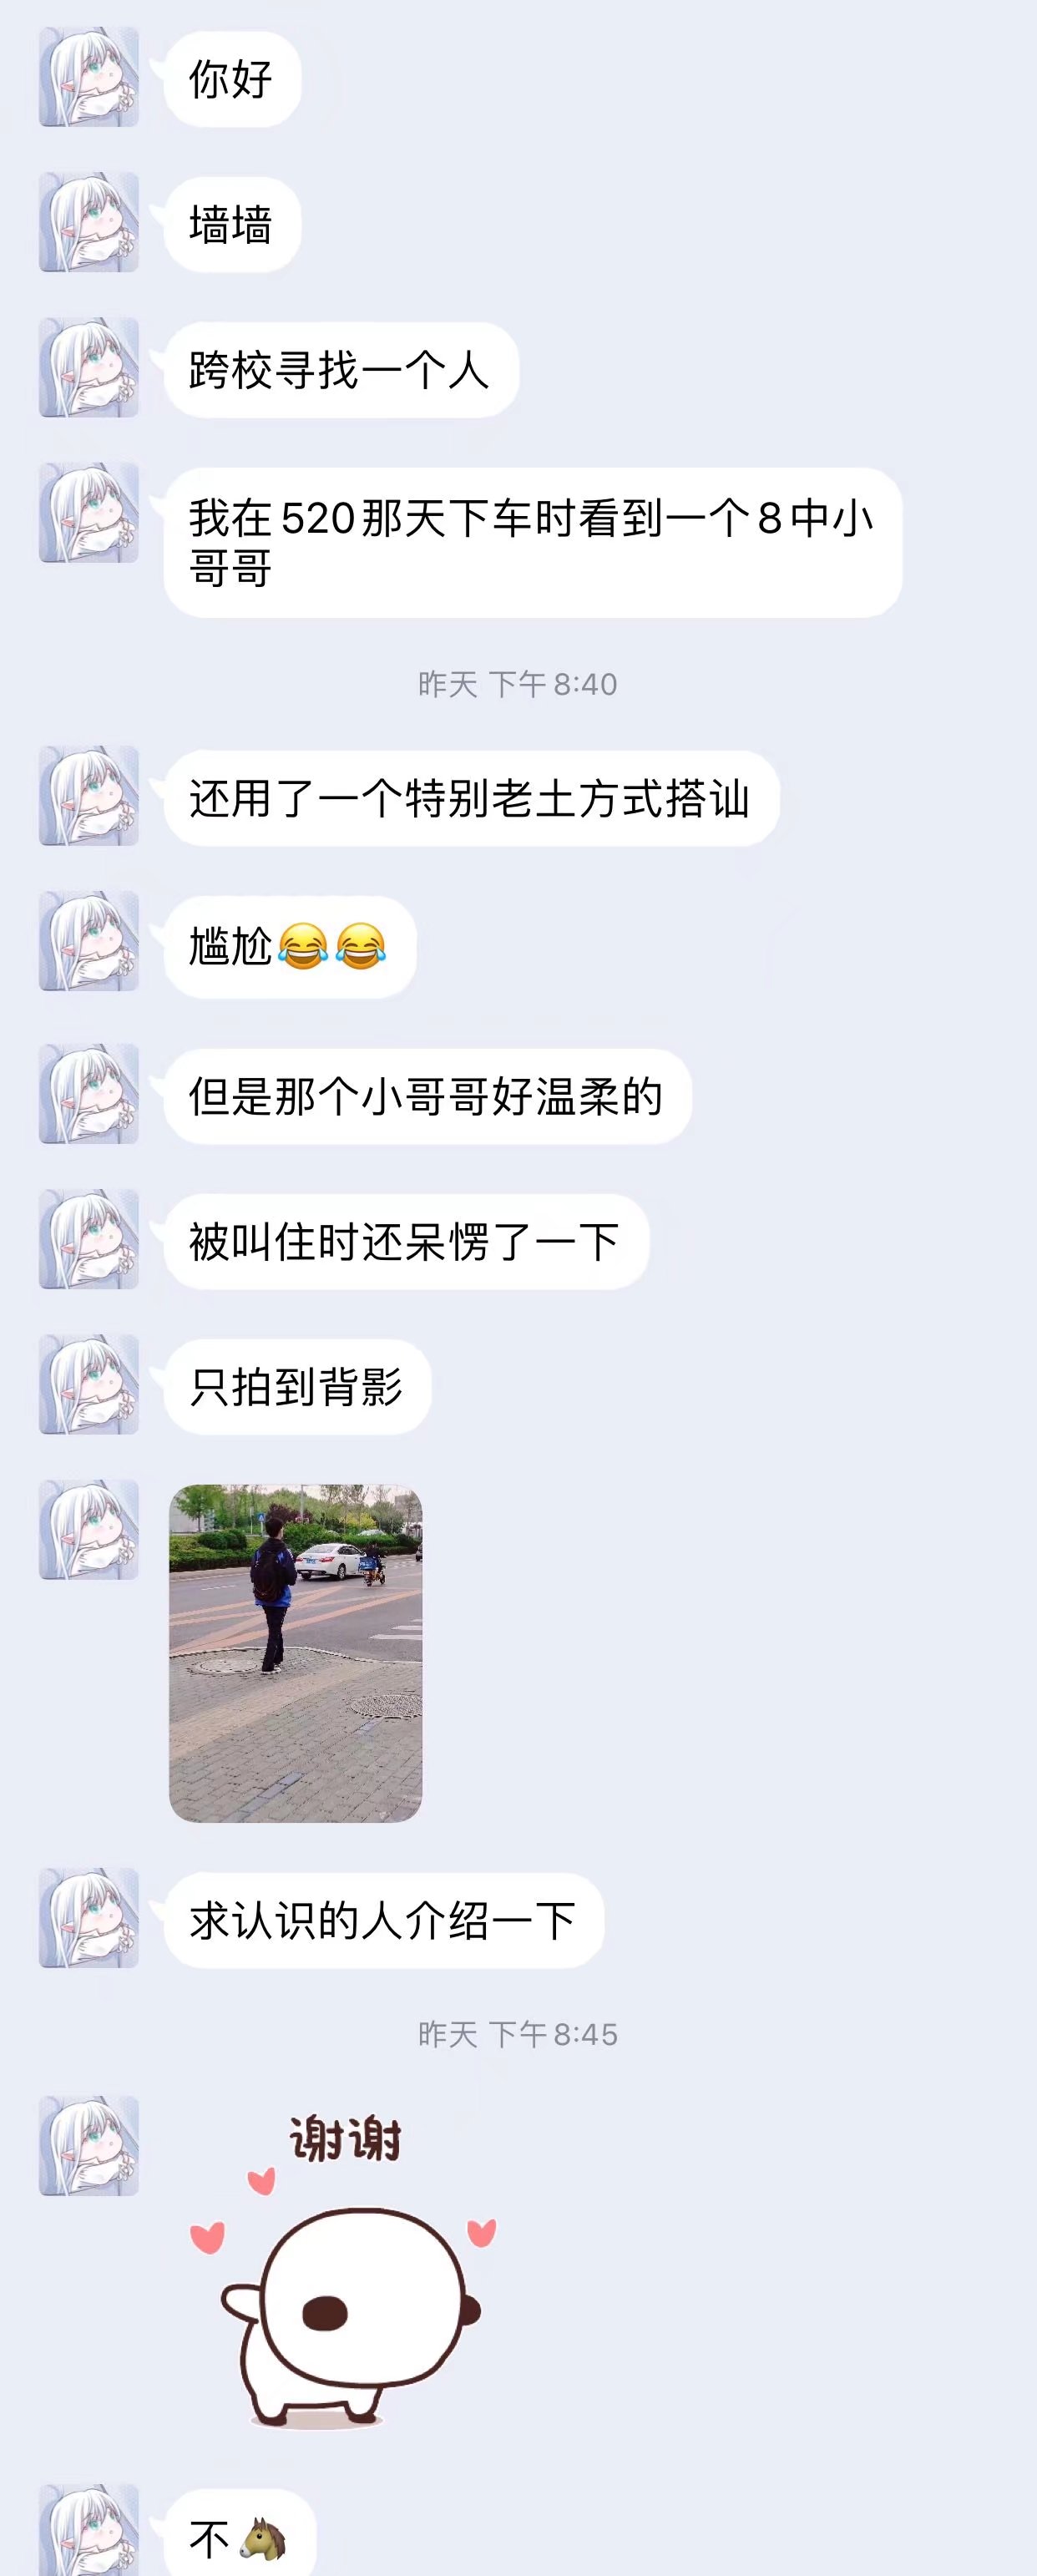 你好
墙墙
跨校寻找一个人
我在520那天下车时看到一个8中小
哥哥
昨天 下午8:40
还用了一个特别老土方式搭讪
尴尬😂😂
但是那个小哥哥好温柔的
被叫住时还呆愣了一下
只拍到背影
求认识的人介绍一下
昨天 下午8:45
谢谢
不🐴